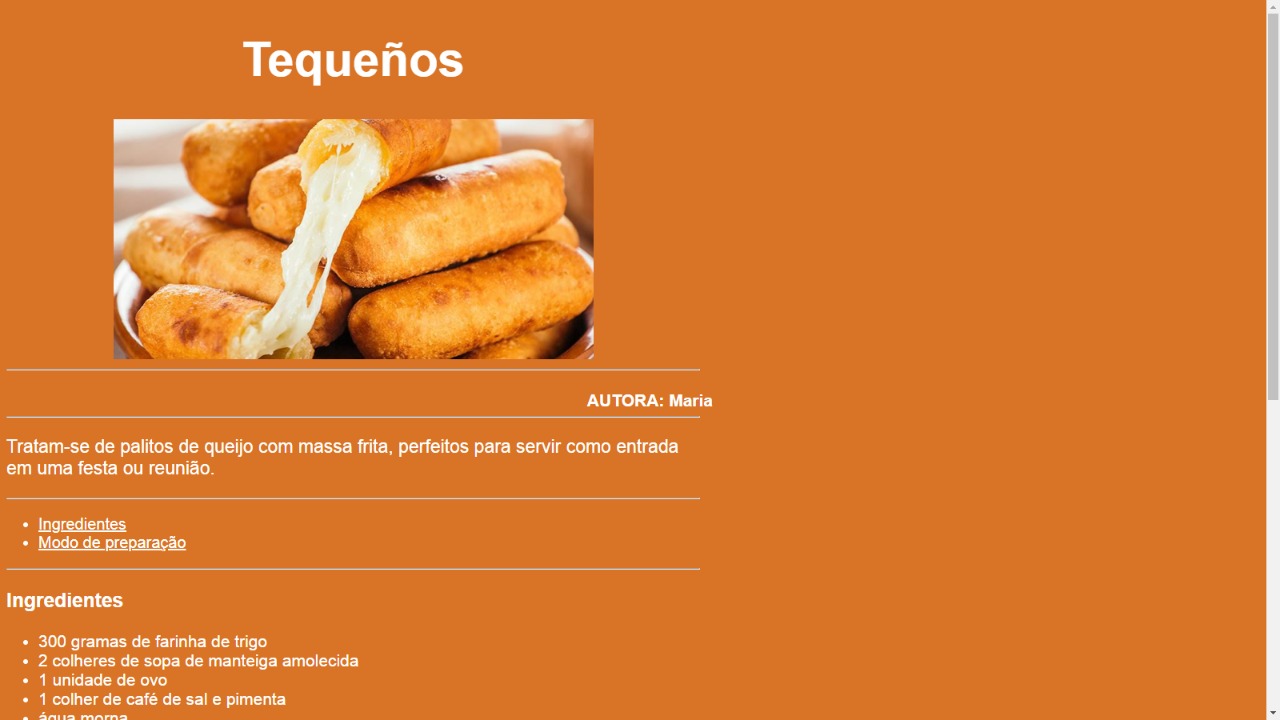 Tequeños
AUTORA: Maria
Tratam-se de palitos de queijo com massa frita, perfeitos para servir como entrada
em uma festa ou reunião.
Ingredientes
Modo de preparação
Ingredientes
300 gramas de farinha de trigo
2 colheres de sopa de manteiga amolecida
1 unidade de ovo
1 colher de café de sal e pimenta
água morna